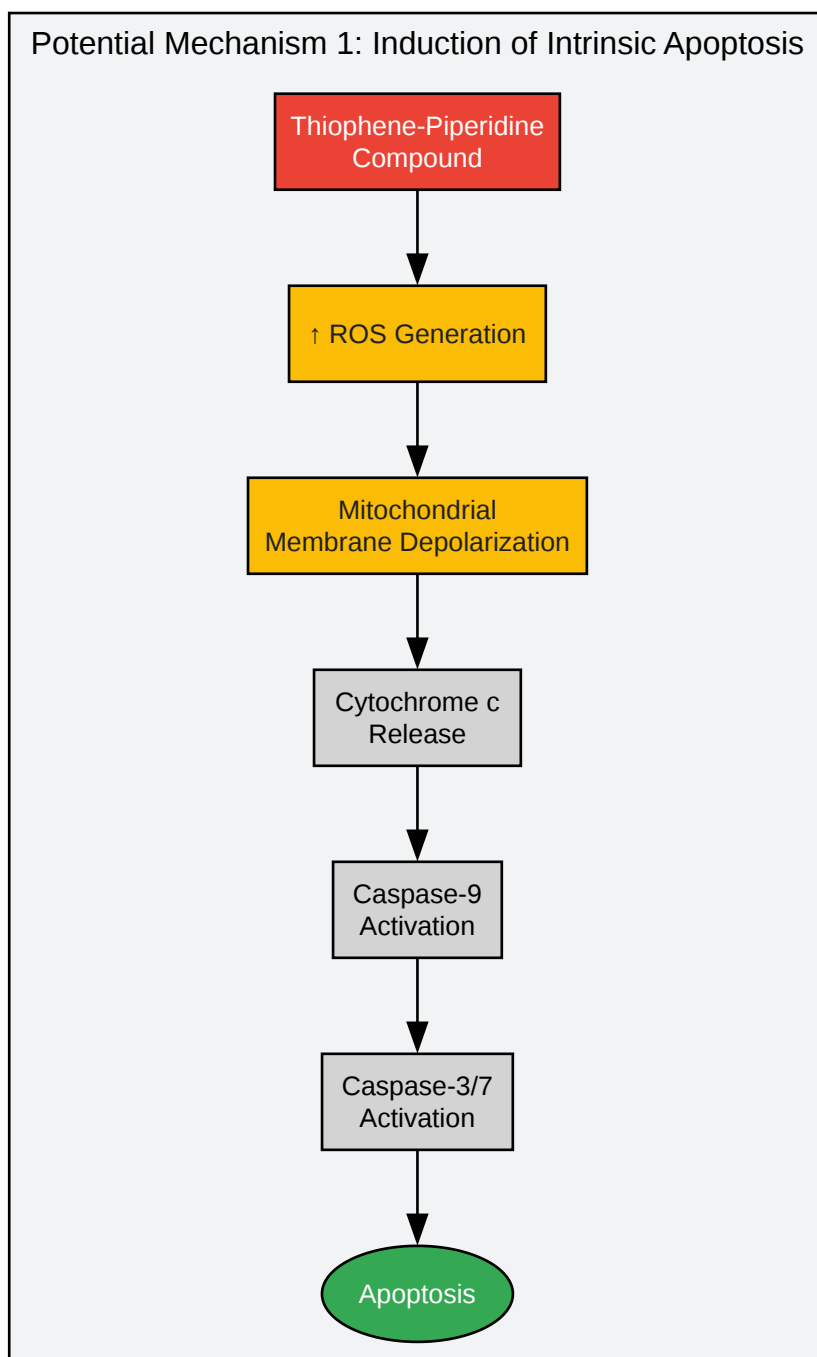 Potential Mechanism 1: Induction of Intrinsic Apoptosis
Thiophene-Piperidine
Compound
↑ ROS Generation
Mitochondrial
Membrane Depolarization
Cytochrome c
Release
Caspase-9
Activation
Caspase-3/7
Activation
Apoptosis